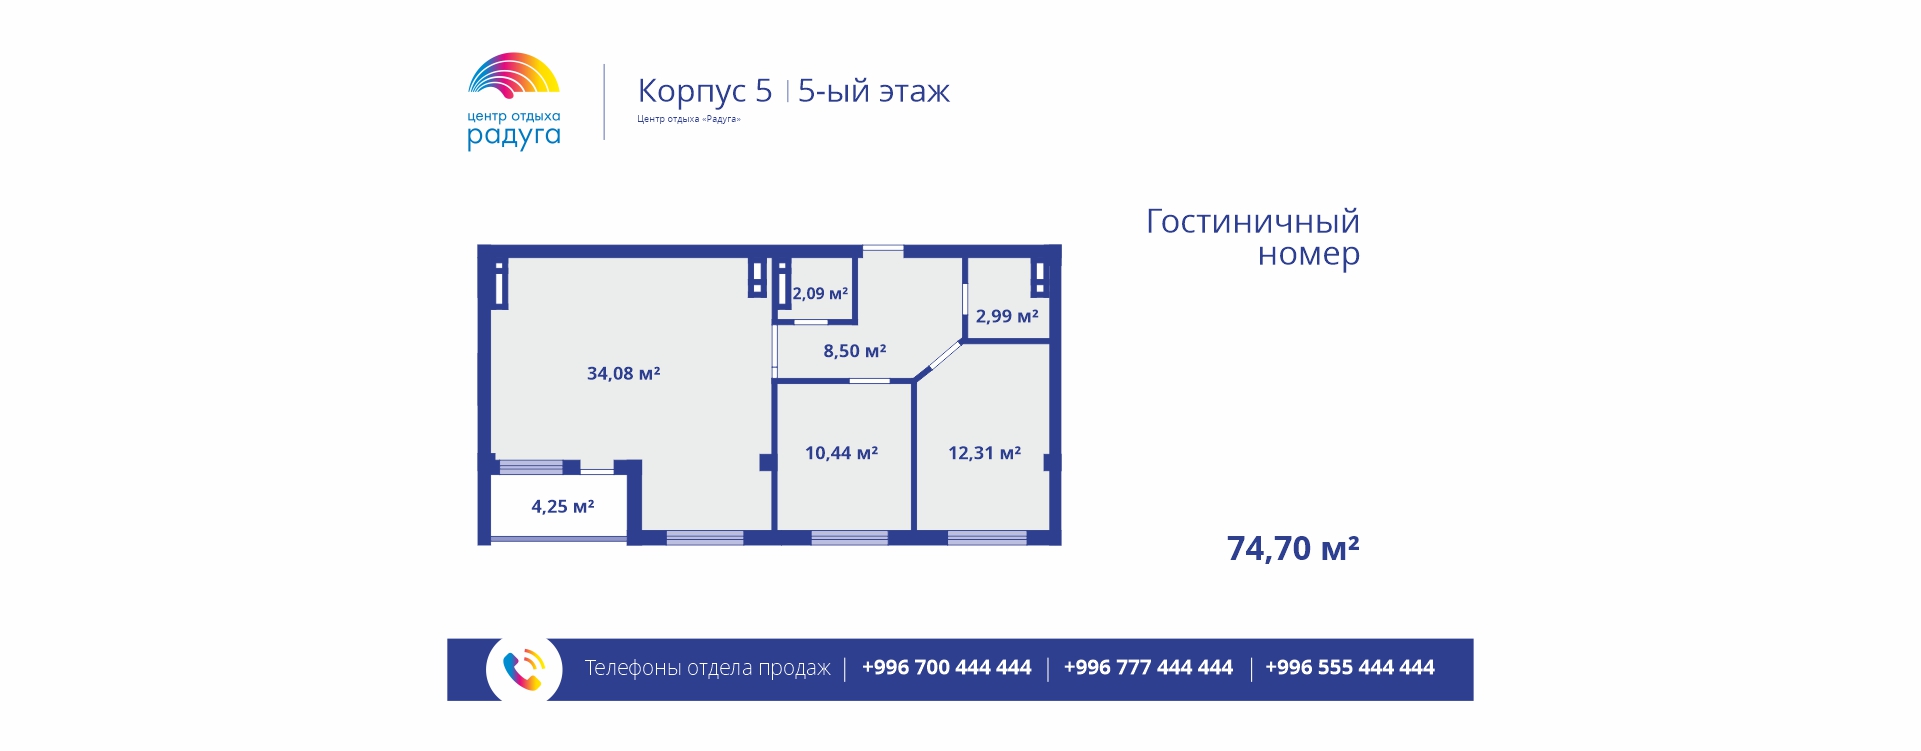 центр отдыха
радуга
Корпус 5 | 5-ый этаж
Центр отдыха «Радуга»
Гостиничный
номер
2,09 м²
2,99 м²
8,50 м²
34,08 м²
10,44 м²
12,31 м²
4,25 м²
74,70 м²
Телефоны отдела продаж | +996 700 444 444 | +996 777 444 444 | +996 555 444 444